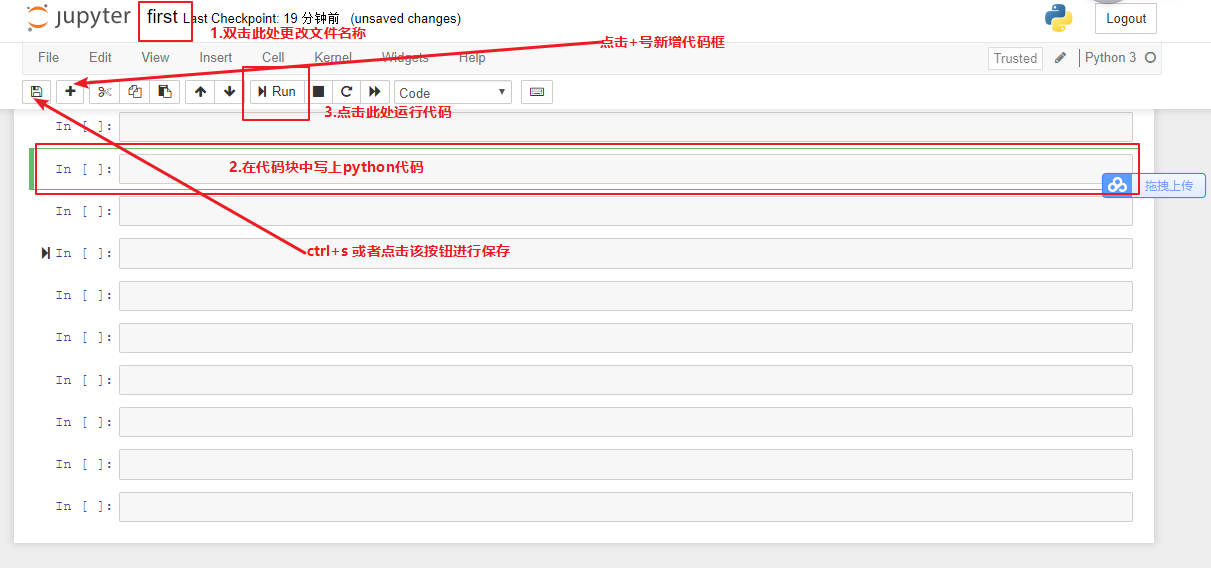 jupyter first Last Checkpoint: 19 分钟前 (unsaved changes) Logout
1.双击此处更改文件名称
点击+号新增代码框
File Edit View Insert Cell Kernel Widgets Help Trusted Python 3
Run Code
3.点击此处运行代码
In [ ]:
In [ ]: 2.在代码块中写上python代码
拖拽上传
In [ ]:
In [ ]: ctrl+s 或者点击该按钮进行保存
In [ ]:
In [ ]:
In [ ]:
In [ ]:
In [ ]:
In [ ]: